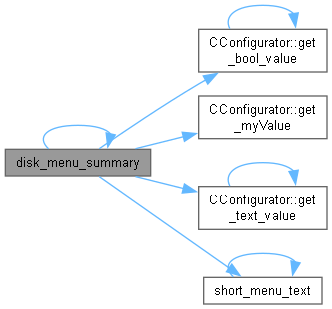 CConfigurator::get
_bool_value
CConfigurator::get
_myValue
disk_menu_summary
CConfigurator::get
_text_value
short_menu_text